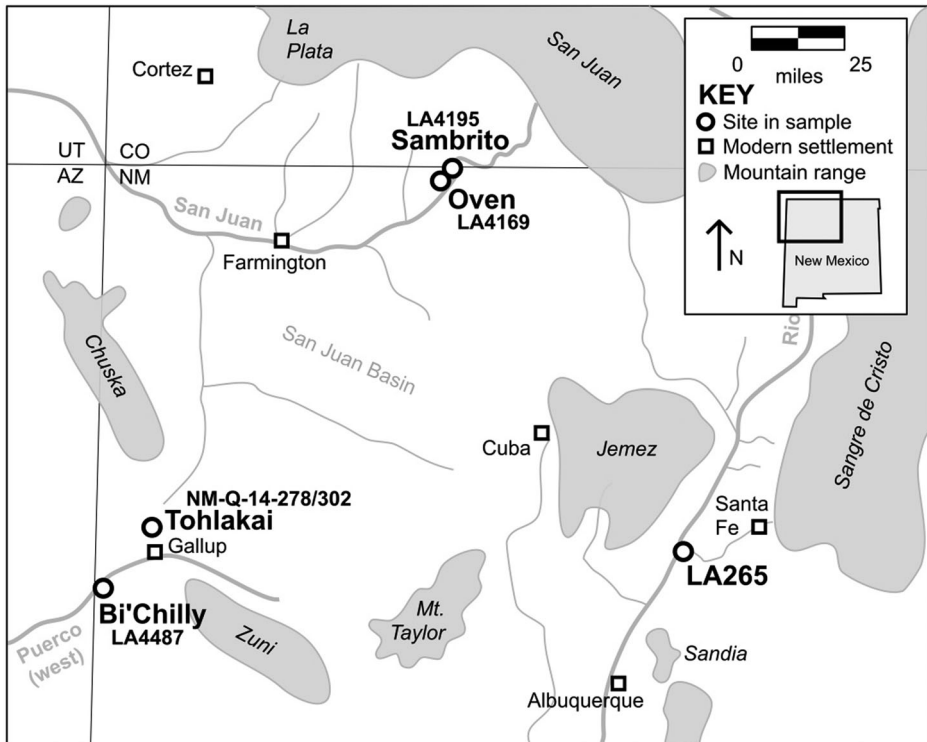 La
Plata
San Juan
Cortez
LA4195
Sambrito
UT
CO
AZ
NM
Oven
LA4169
San Juan
Farmington
San Juan Basin
Chuska
Cuba
Jemez
Sangre de Cristo
Rio
NM-Q-14-278/302
Tohlakai
Gallup
Santa
Fe
LA265
Bi'Chilly
LA4487
Puerco
(west)
Zuni
Mt.
Taylor
Sandia
Albuquerque
0
25
miles
KEY
Site in sample
Modern settlement
Mountain range
N
New Mexico